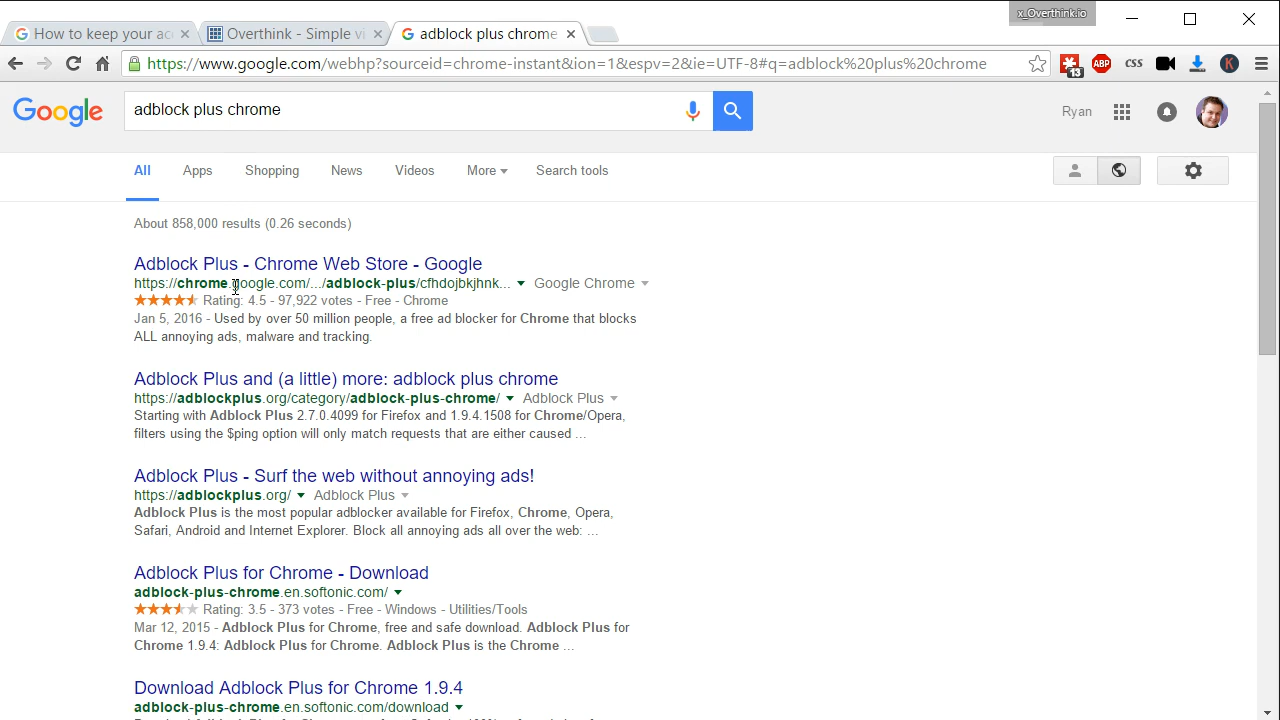 x_Overthink.io
How to keep your acc
Overthink - Simple vi
adblock plus chrome
https://www.google.com/webhp?sourceid=chrome-instant&ion=1&espv=2&ie=UTF-8#q=adblock%20plus%20chrome
13
ABP
CSS
K
Google
adblock plus chrome
Ryan
All
Apps
Shopping
News
Videos
More
Search tools
About 858,000 results (0.26 seconds)
Adblock Plus - Chrome Web Store - Google
https://chrome.google.com/.../adblock-plus/cfhdojbkjhnk... Google Chrome
Rating: 4.5 - 97,922 votes - Free - Chrome
Jan 5, 2016 - Used by over 50 million people, a free ad blocker for Chrome that blocks
ALL annoying ads, malware and tracking.
Adblock Plus and (a little) more: adblock plus chrome
https://adblockplus.org/category/adblock-plus-chrome/ Adblock Plus
Starting with Adblock Plus 2.7.0.4099 for Firefox and 1.9.4.1508 for Chrome/Opera,
filters using the $ping option will only match requests that are either caused ...
Adblock Plus - Surf the web without annoying ads!
https://adblockplus.org/ Adblock Plus
Adblock Plus is the most popular adblocker available for Firefox, Chrome, Opera,
Safari, Android and Internet Explorer. Block all annoying ads all over the web: ...
Adblock Plus for Chrome - Download
adblock-plus-chrome.en.softonic.com/
Rating: 3.5 - 373 votes - Free - Windows - Utilities/Tools
Mar 12, 2015 - Adblock Plus for Chrome, free and safe download. Adblock Plus for
Chrome 1.9.4: Adblock Plus for Chrome. Adblock Plus is the Chrome ...
Download Adblock Plus for Chrome 1.9.4
adblock-plus-chrome.en.softonic.com/download